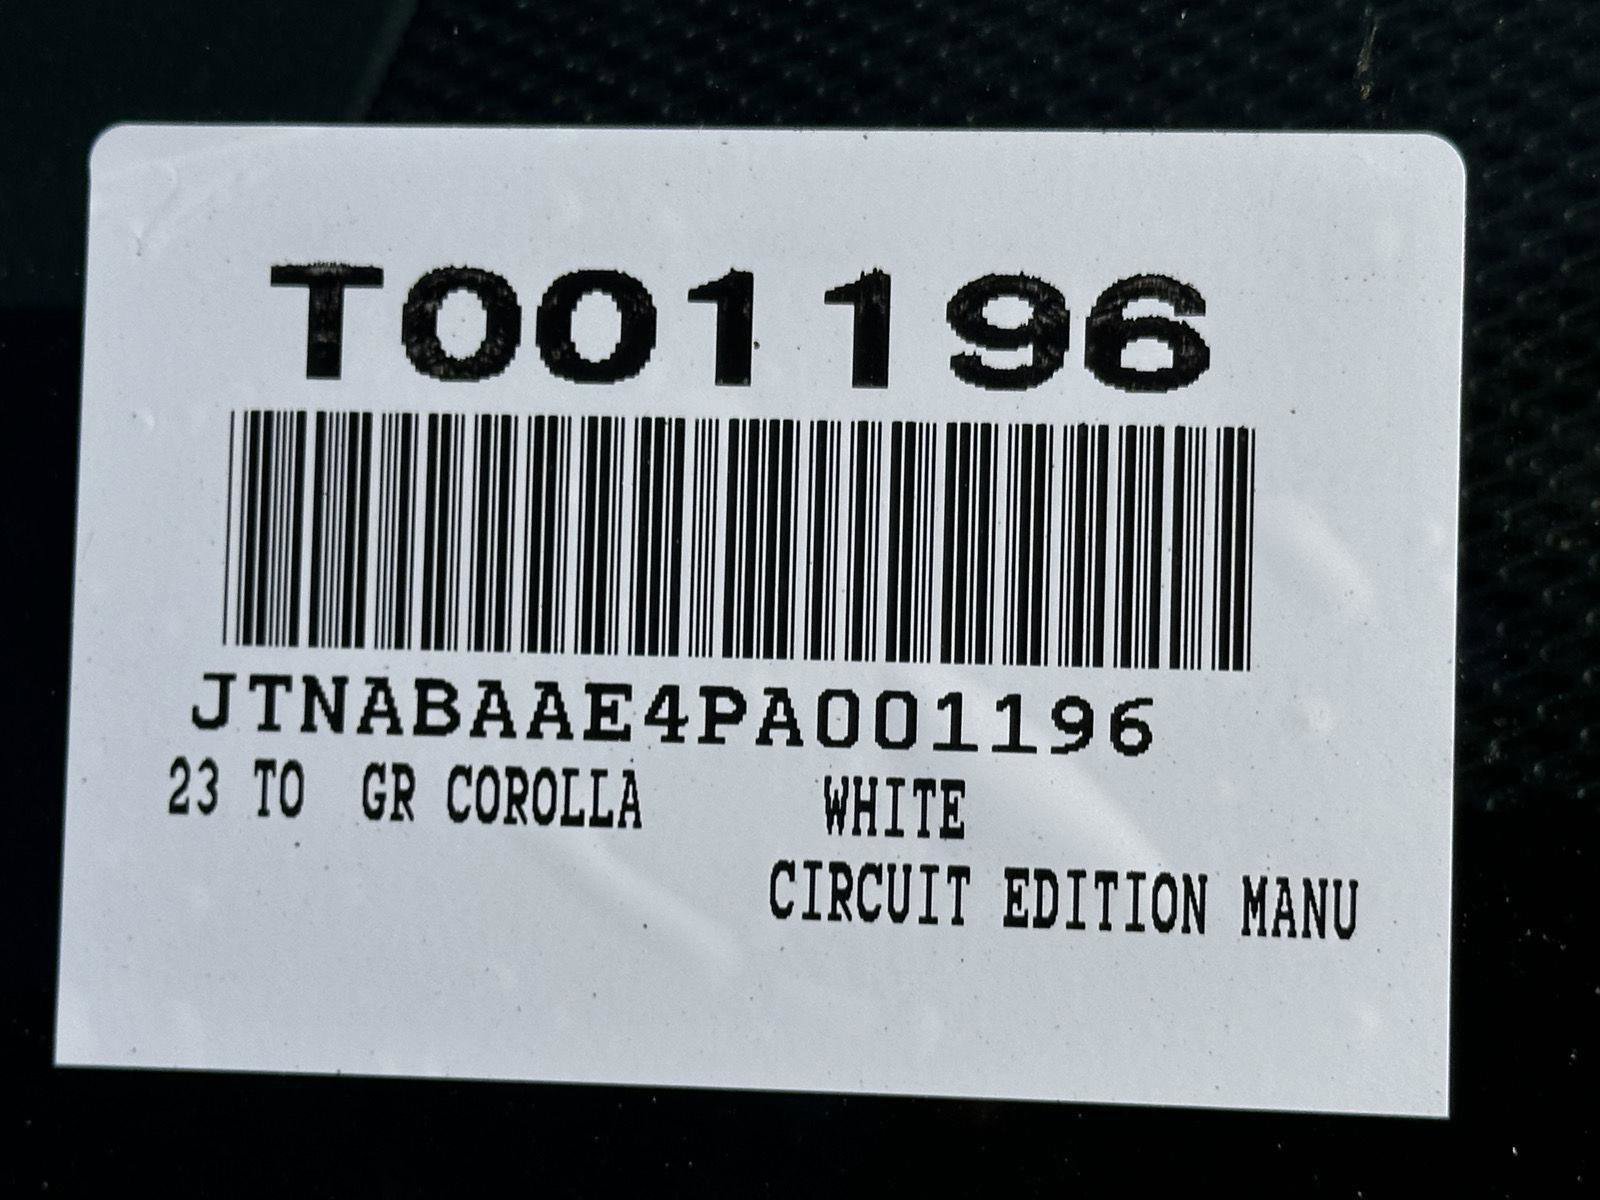 T001196
JTNABAAE4PA001196
23 TO GR COROLLA WHITE
CIRCUIT EDITION MANU